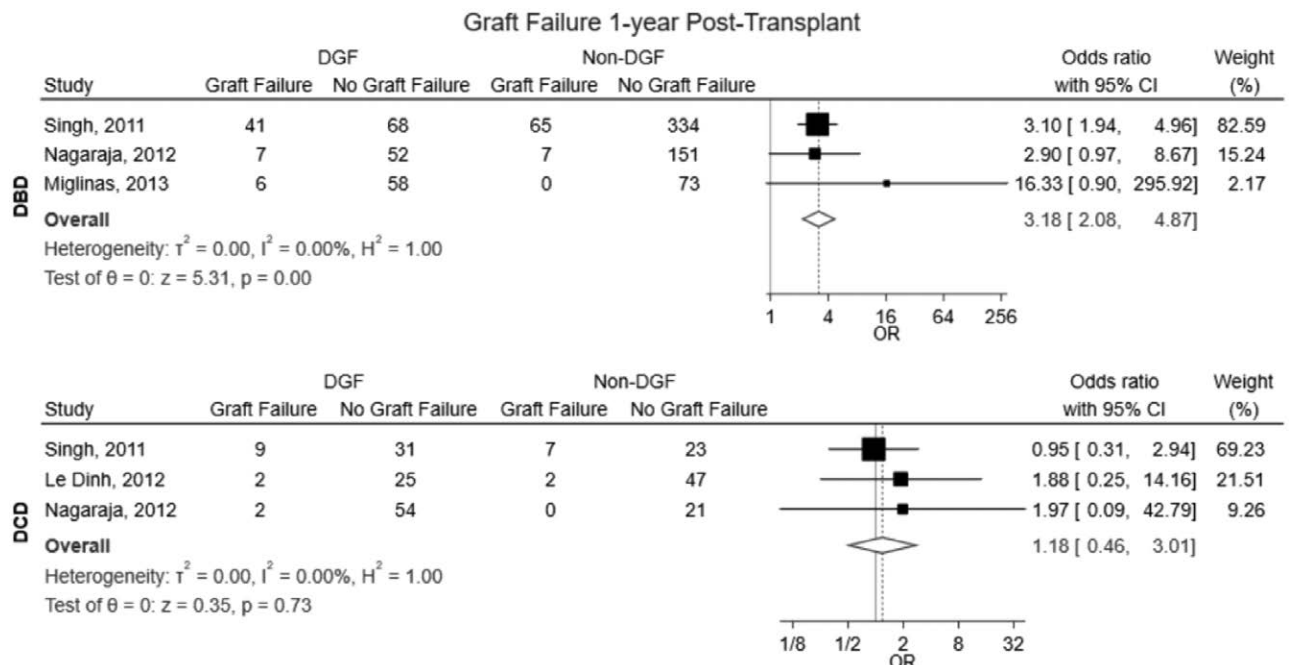 Graft Failure 1-year Post-Transplant
DGF Non-DGF Odds ratio Weight
Study Graft Failure No Graft Failure Graft Failure No Graft Failure with 95% CI (%)
Singh, 2011 41 68 65 334 3.10 [ 1.94, 4.96] 82.59
Nagaraja, 2012 7 52 7 151 2.90 [ 0.97, 8.67] 15.24
Miglinas, 2013 6 58 0 73 16.33 [ 0.90, 295.92] 2.17
DBD
Overall 3.18 [ 2.08, 4.87]
Heterogeneity: τ² = 0.00, I² = 0.00%, H² = 1.00
Test of θ = 0: z = 5.31, p = 0.00
1 4 16 64 256
OR
DGF Non-DGF Odds ratio Weight
Study Graft Failure No Graft Failure Graft Failure No Graft Failure with 95% CI (%)
Singh, 2011 9 31 7 23 0.95 [ 0.31, 2.94] 69.23
Le Dinh, 2012 2 25 2 47 1.88 [ 0.25, 14.16] 21.51
Nagaraja, 2012 2 54 0 21 1.97 [ 0.09, 42.79] 9.26
DCD
Overall 1.18 [ 0.46, 3.01]
Heterogeneity: τ² = 0.00, I² = 0.00%, H² = 1.00
Test of θ = 0: z = 0.35, p = 0.73
1/8 1/2 2 8 32
OR